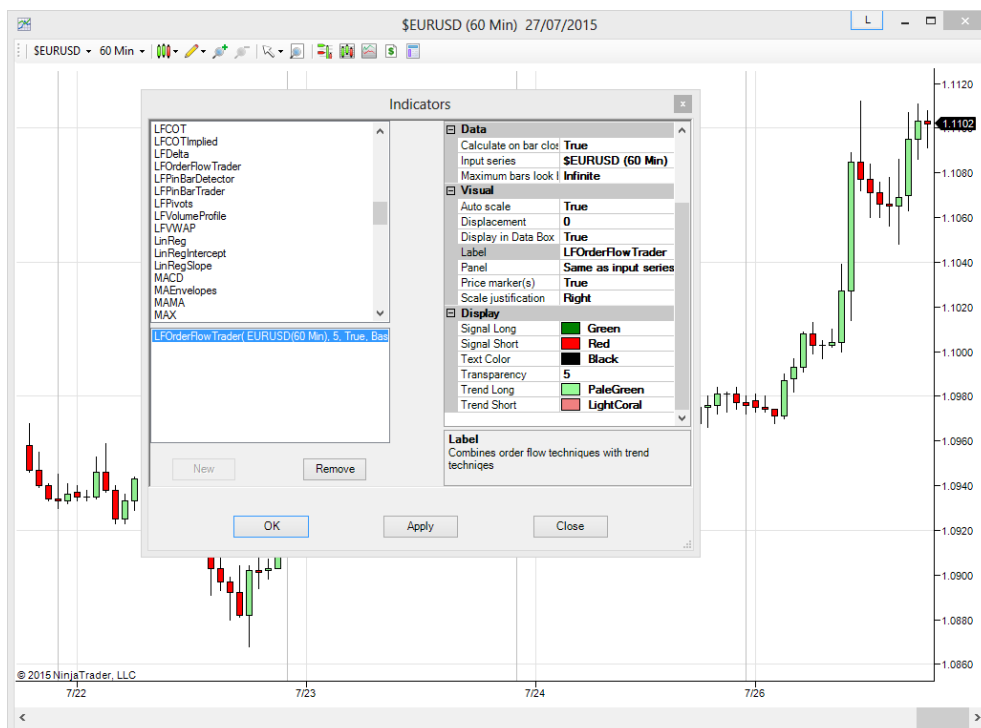 $EURUSD (60 Min) 27/07/2015
L
$EURUSD 60 Min
Indicators
LFCOT
LFCOTImplied
LFDelta
LFOrderFlowTrader
LFPinBarDetector
LFPinBarTrader
LFPivots
LFVolumeProfile
LFVWAP
LinReg
LinRegIntercept
LinRegSlope
MACD
MAEnvelopes
MAMA
MAX
LFOrderFlowTrader( EURUSD(60 Min), 5, True, Bas
New
Remove
Data
Calculate on bar clos True
Input series $EURUSD (60 Min)
Maximum bars look Infinite
Visual
Auto scale True
Displacement 0
Display in Data Box True
Label LFOrderFlowTrader
Panel Same as input series
Price marker(s) True
Scale justification Right
Display
Signal Long Green
Signal Short Red
Text Color Black
Transparency 5
Trend Long PaleGreen
Trend Short LightCoral
Label
Combines order flow techniques with trend
techniqes
OK
Apply
Close
1.1120
1.1102
1.1100
1.1080
1.1060
1.1040
1.1020
1.1000
1.0980
1.0960
1.0940
1.0920
1.0900
1.0880
1.0860
© 2015 NinjaTrader, LLC
7/22
7/23
7/24
7/26